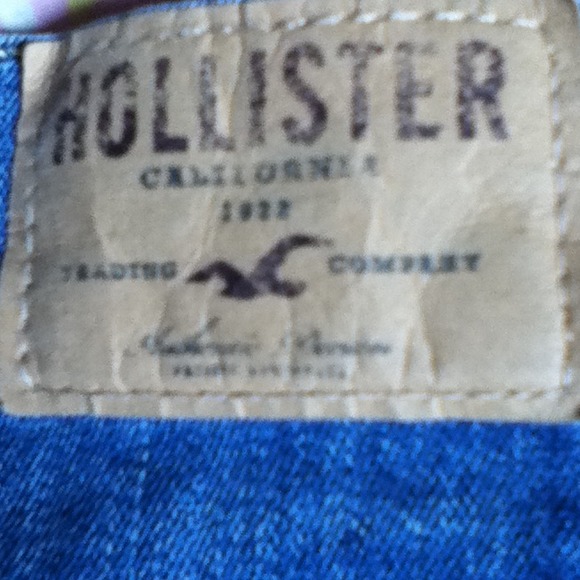 HOLLISTER
CALIFORNIA
1922
TRADING COMPANY